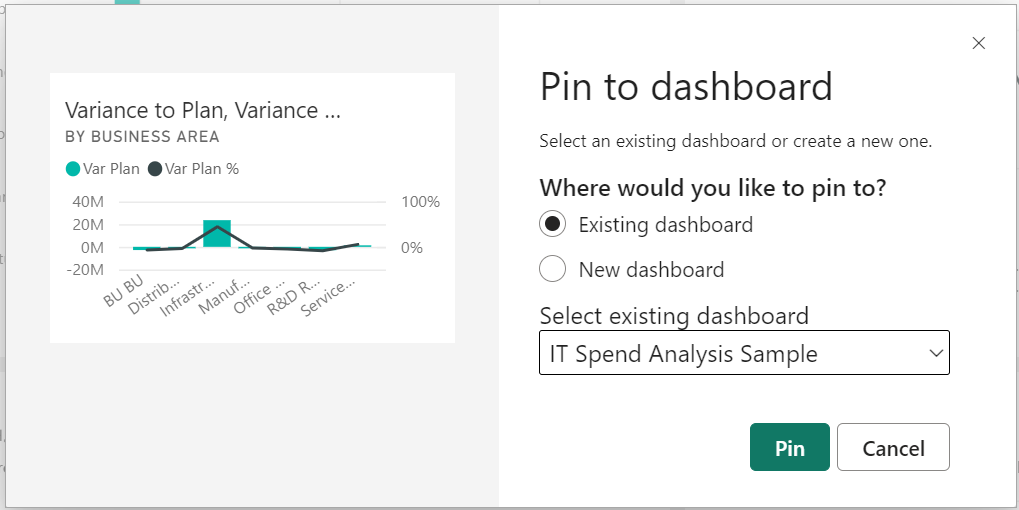 Variance to Plan, Variance ...
BY BUSINESS AREA
Var Plan Var Plan %
40M 100%
20M
0M 0%
-20M
BU BU
Distrib...
Infrastr...
Manuf...
Office ...
R&D R...
Service...
Pin to dashboard
Select an existing dashboard or create a new one.
Where would you like to pin to?
Existing dashboard
New dashboard
Select existing dashboard
IT Spend Analysis Sample
Pin Cancel